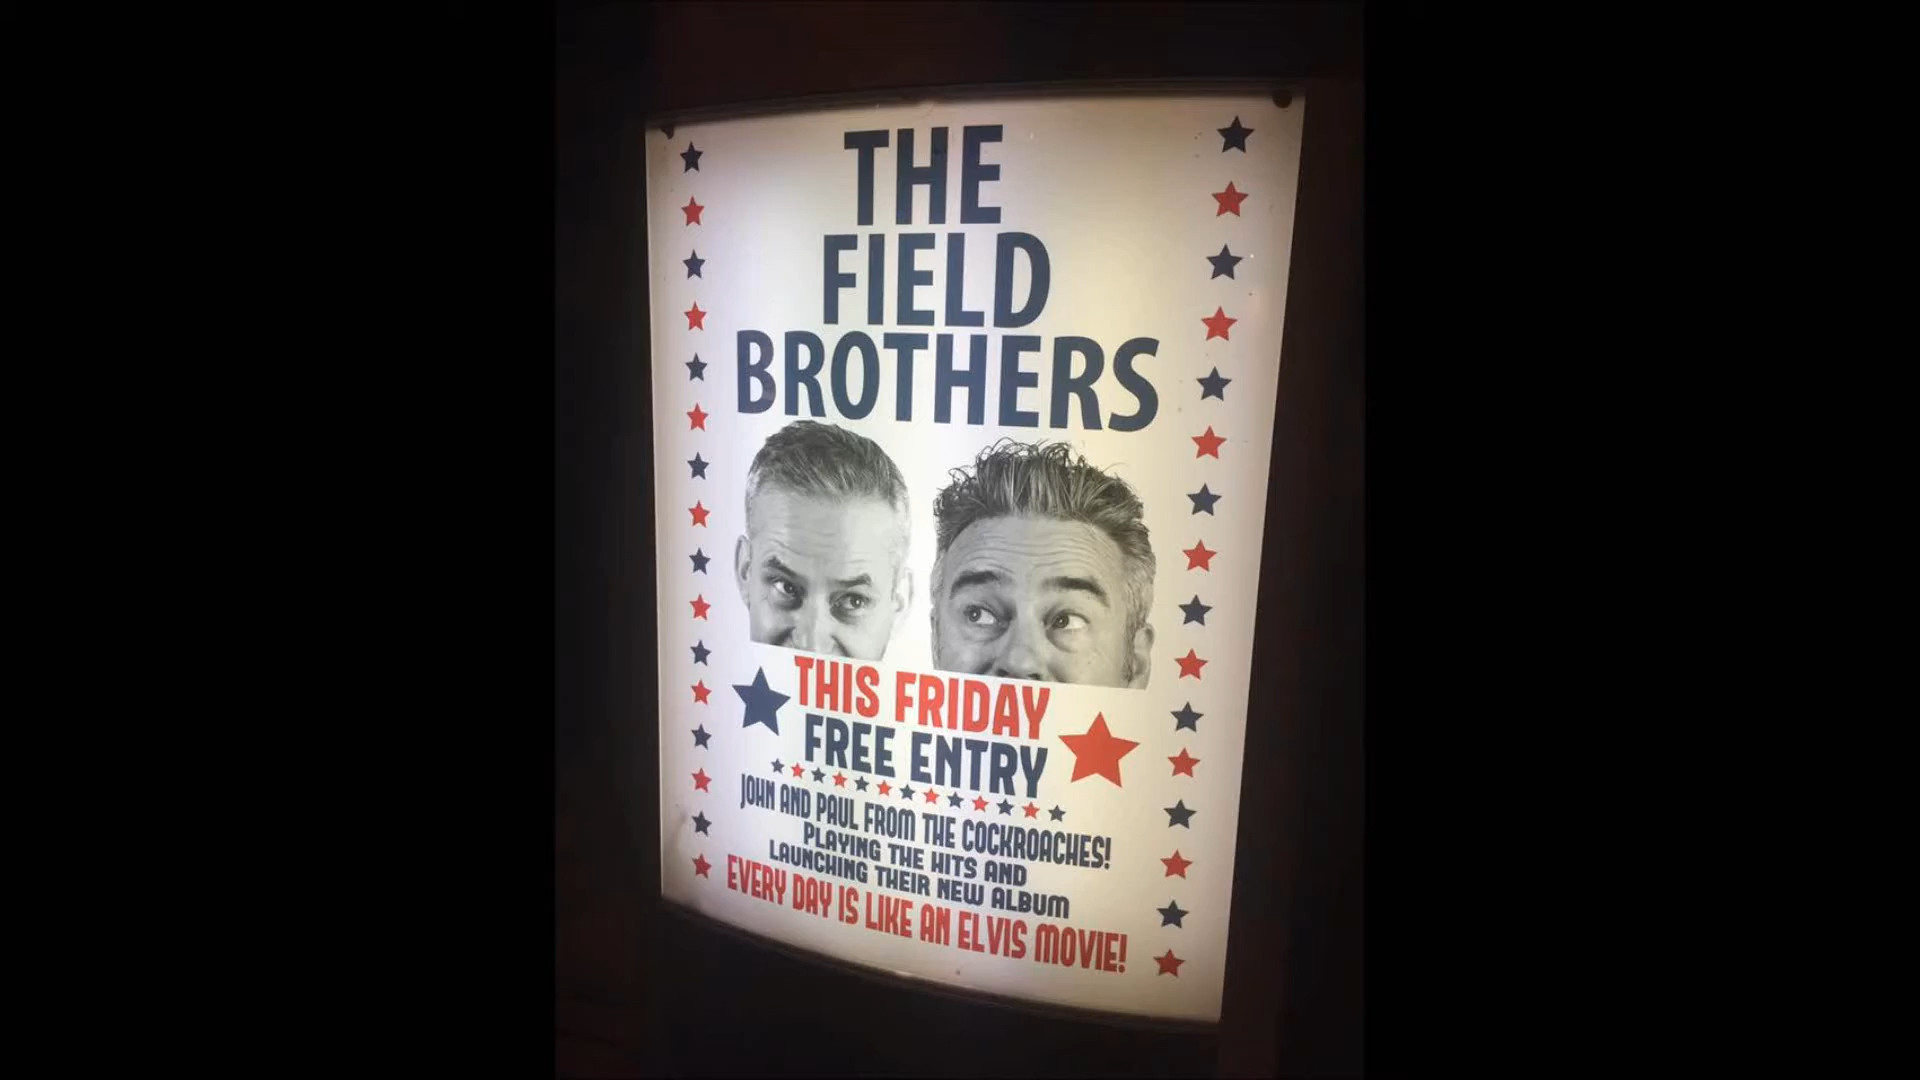 THE
FIELD
BROTHERS
THIS FRIDAY
FREE ENTRY
JOHN AND PAUL FROM THE COCKROACHES!
PLAYING THE HITS AND
LAUNCHING THEIR NEW ALBUM
EVERY DAY IS LIKE AN ELVIS MOVIE!